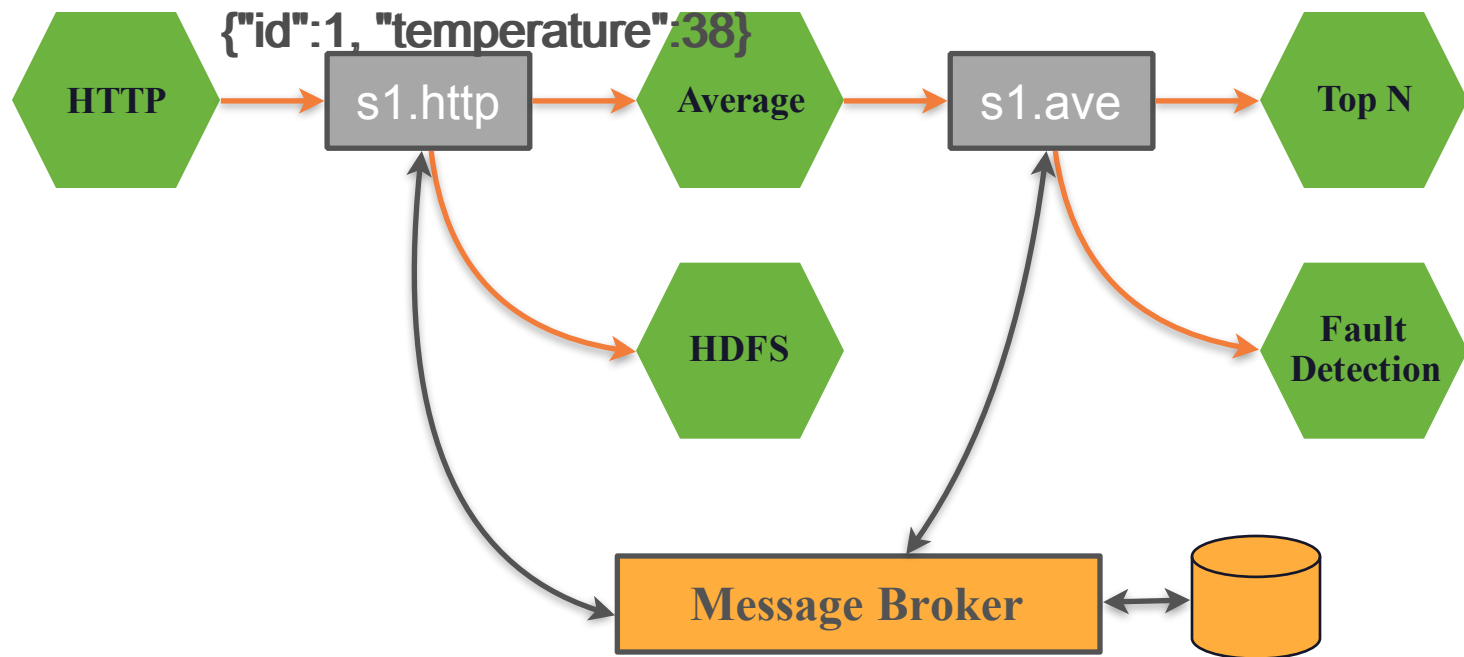 {"id":1, "temperature":38}
HTTP
s1.http
Average
s1.ave
Top N
HDFS
Fault
Detection
Message Broker